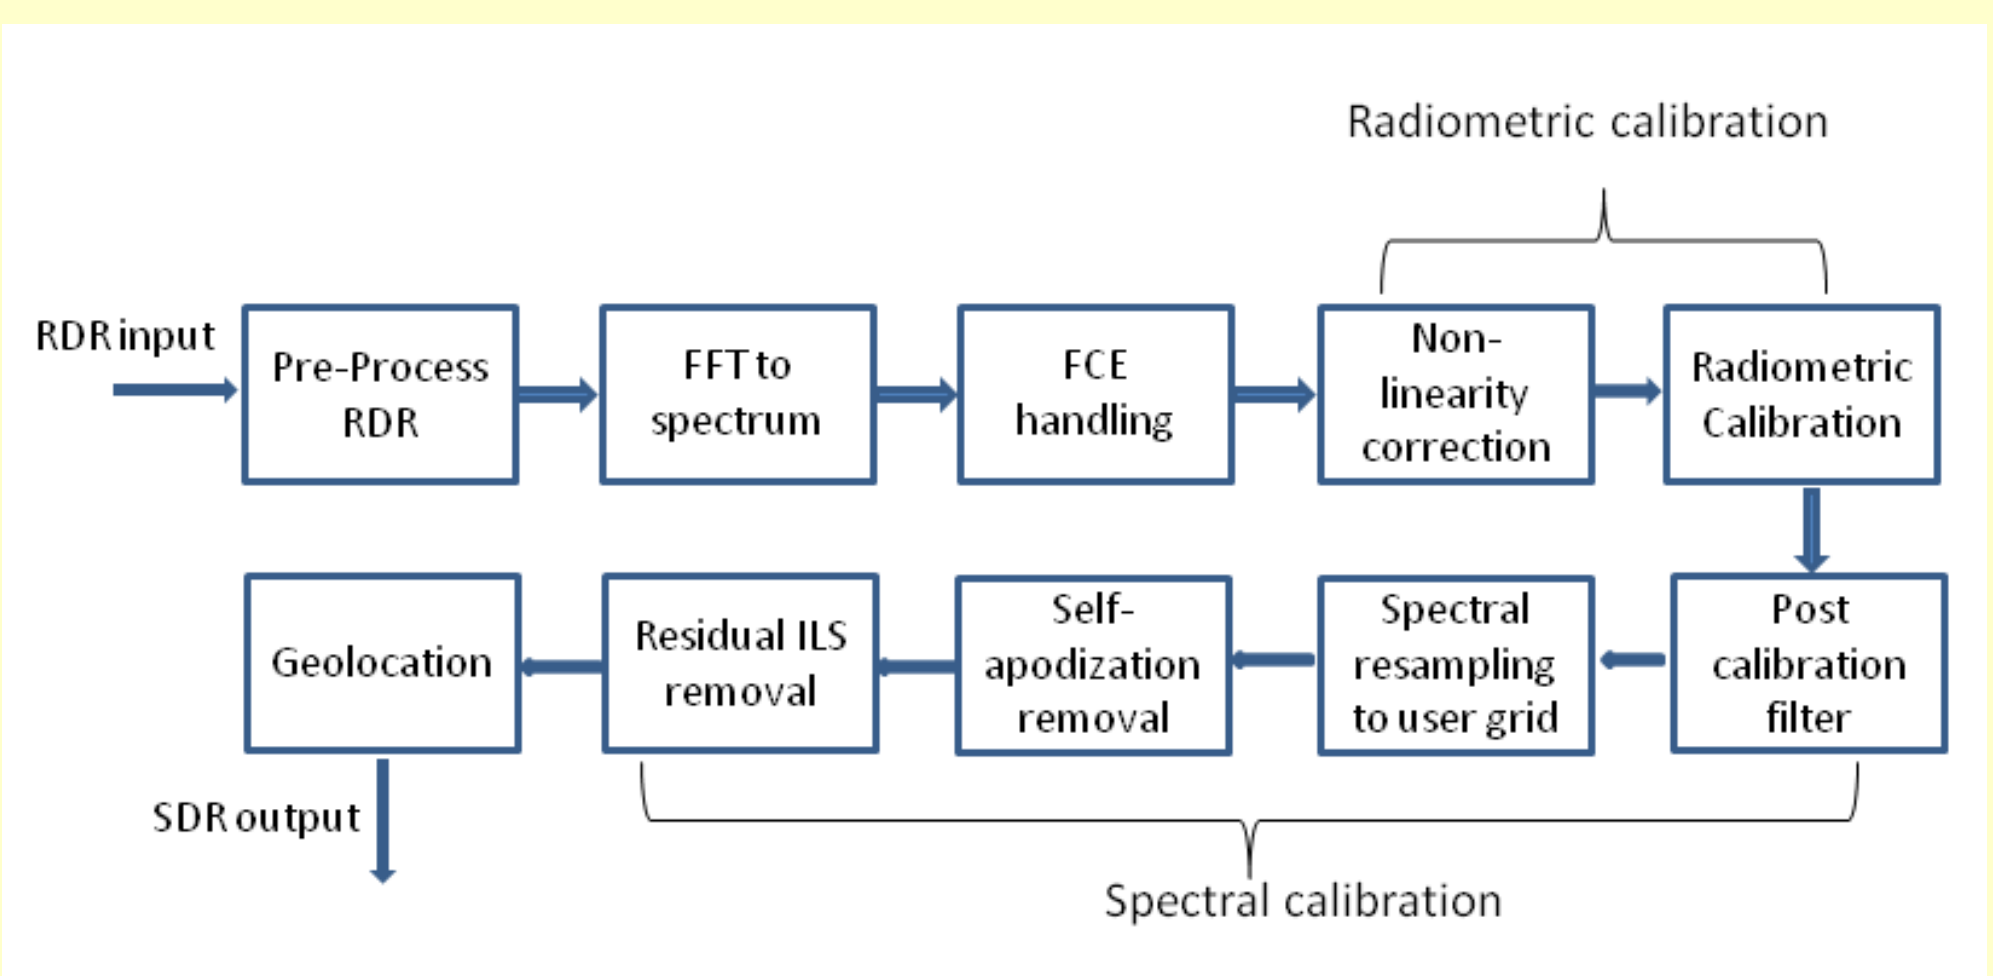 Radiometric calibration
RDR input
Pre-Process
RDR
FFT to
spectrum
FCE
handling
Non-
linearity
correction
Radiometric
Calibration
Geolocation
Residual ILS
removal
Self-
apodization
removal
Spectral
resampling
to user grid
Post
calibration
filter
SDR output
Spectral calibration